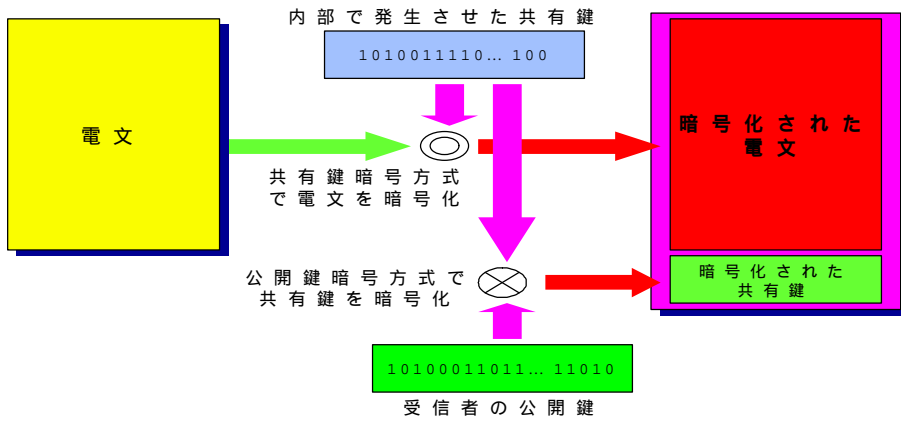 内部で発生させた共有鍵
1010011110... 100
電文
暗号化された
電文
共有鍵暗号方式
で電文を暗号化
暗号化された
共有鍵
公開鍵暗号方式で
共有鍵を暗号化
10100011011... 11010
受信者の公開鍵